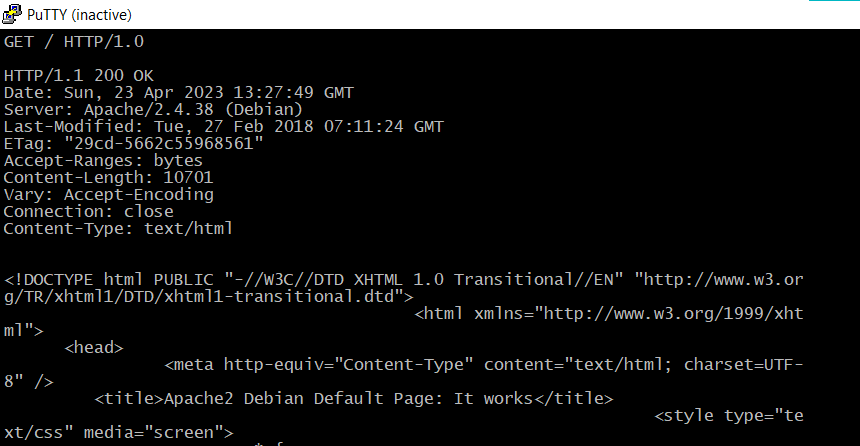 PuTTY (inactive)
GET / HTTP/1.0
HTTP/1.1 200 OK
Date: Sun, 23 Apr 2023 13:27:49 GMT
Server: Apache/2.4.38 (Debian)
Last-Modified: Tue, 27 Feb 2018 07:11:24 GMT
ETag: "29cd-5662c55968561"
Accept-Ranges: bytes
Content-Length: 10701
Vary: Accept-Encoding
Connection: close
Content-Type: text/html
<!DOCTYPE html PUBLIC "-//W3C//DTD XHTML 1.0 Transitional//EN" "http://www.w3.or
g/TR/xhtml1/DTD/xhtml1-transitional.dtd">
<html xmlns="http://www.w3.org/1999/xht
ml">
<head>
<meta http-equiv="Content-Type" content="text/html; charset=UTF-
8" />
<title>Apache2 Debian Default Page: It works</title>
<style type="te
xt/css" media="screen">